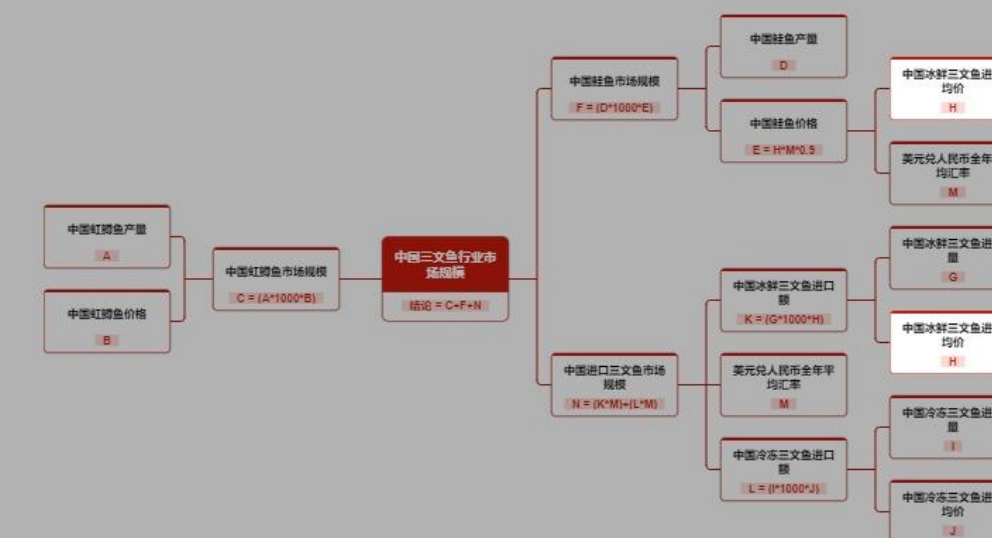 中国鲑鱼产量
D
中国鲑鱼市场规模
F = (D*1000*E)
中国鲑鱼价格
E = H*M*0.9
中国冰鲜三文鱼进
均价
H
美元兑人民币全年
均汇率
M
中国虹鳟鱼产量
A
中国虹鳟鱼市场规模
C = (A*1000*B)
中国虹鳟鱼价格
B
中国三文鱼行业市
场规模
结论 = C+F+N
中国冰鲜三文鱼进口
额
K = (G*1000*H)
中国冰鲜三文鱼进
量
G
中国冰鲜三文鱼进
均价
H
中国进口三文鱼市场
规模
N = (K*M)+(L*M)
美元兑人民币全年平
均汇率
M
中国冷冻三文鱼进口
额
L = (I*1000*J)
中国冷冻三文鱼进
量
I
中国冷冻三文鱼进
均价
J